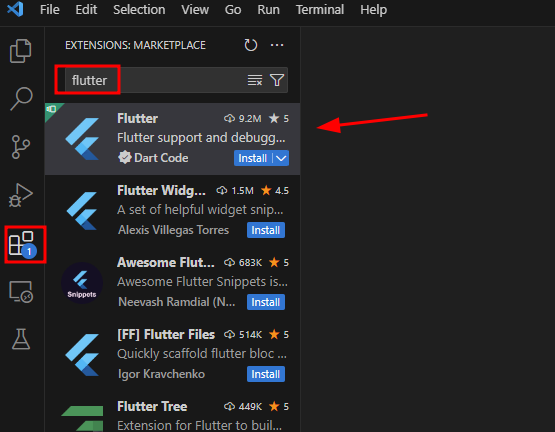 File Edit Selection View Go Run Terminal Help
EXTENSIONS: MARKETPLACE
flutter
Flutter 9.2M 5
Flutter support and debugg...
Dart Code Install
Flutter Widg... 1.5M 4.5
A set of helpful widget snip...
Alexis Villegas Torres Install
Awesome Flut... 683K 5
Awesome Flutter Snippets is...
Snippets
Neevash Ramdial (N... Install
[FF] Flutter Files 514K 5
Quickly scaffold flutter bloc ...
Igor Kravchenko Install
Flutter Tree 449K 5
Extension for Flutter to buil...
1